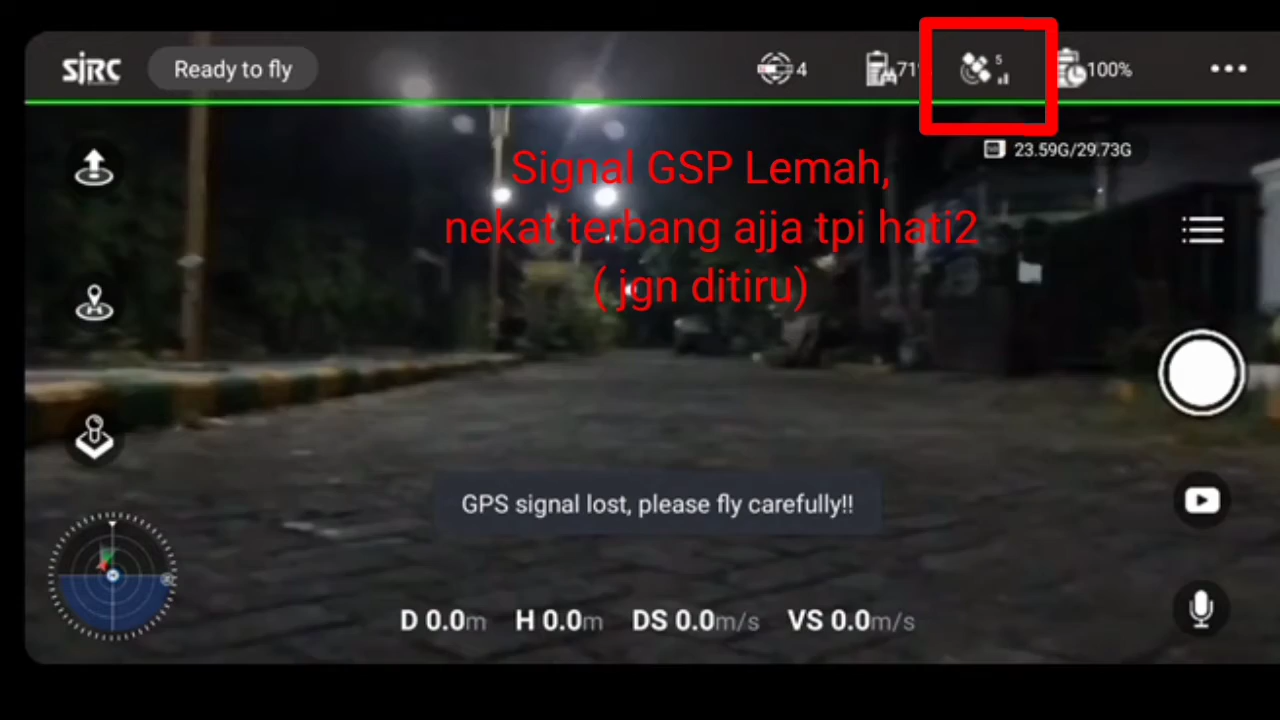 SJRC
Ready to fly
4
71
5
100%
23.59G/29.73G
Signal GSP Lemah,
nekat terbang ajja tpi hati2
( jgn ditiru)
GPS signal lost, please fly carefully!!
D 0.0m H 0.0m DS 0.0m/s VS 0.0m/s